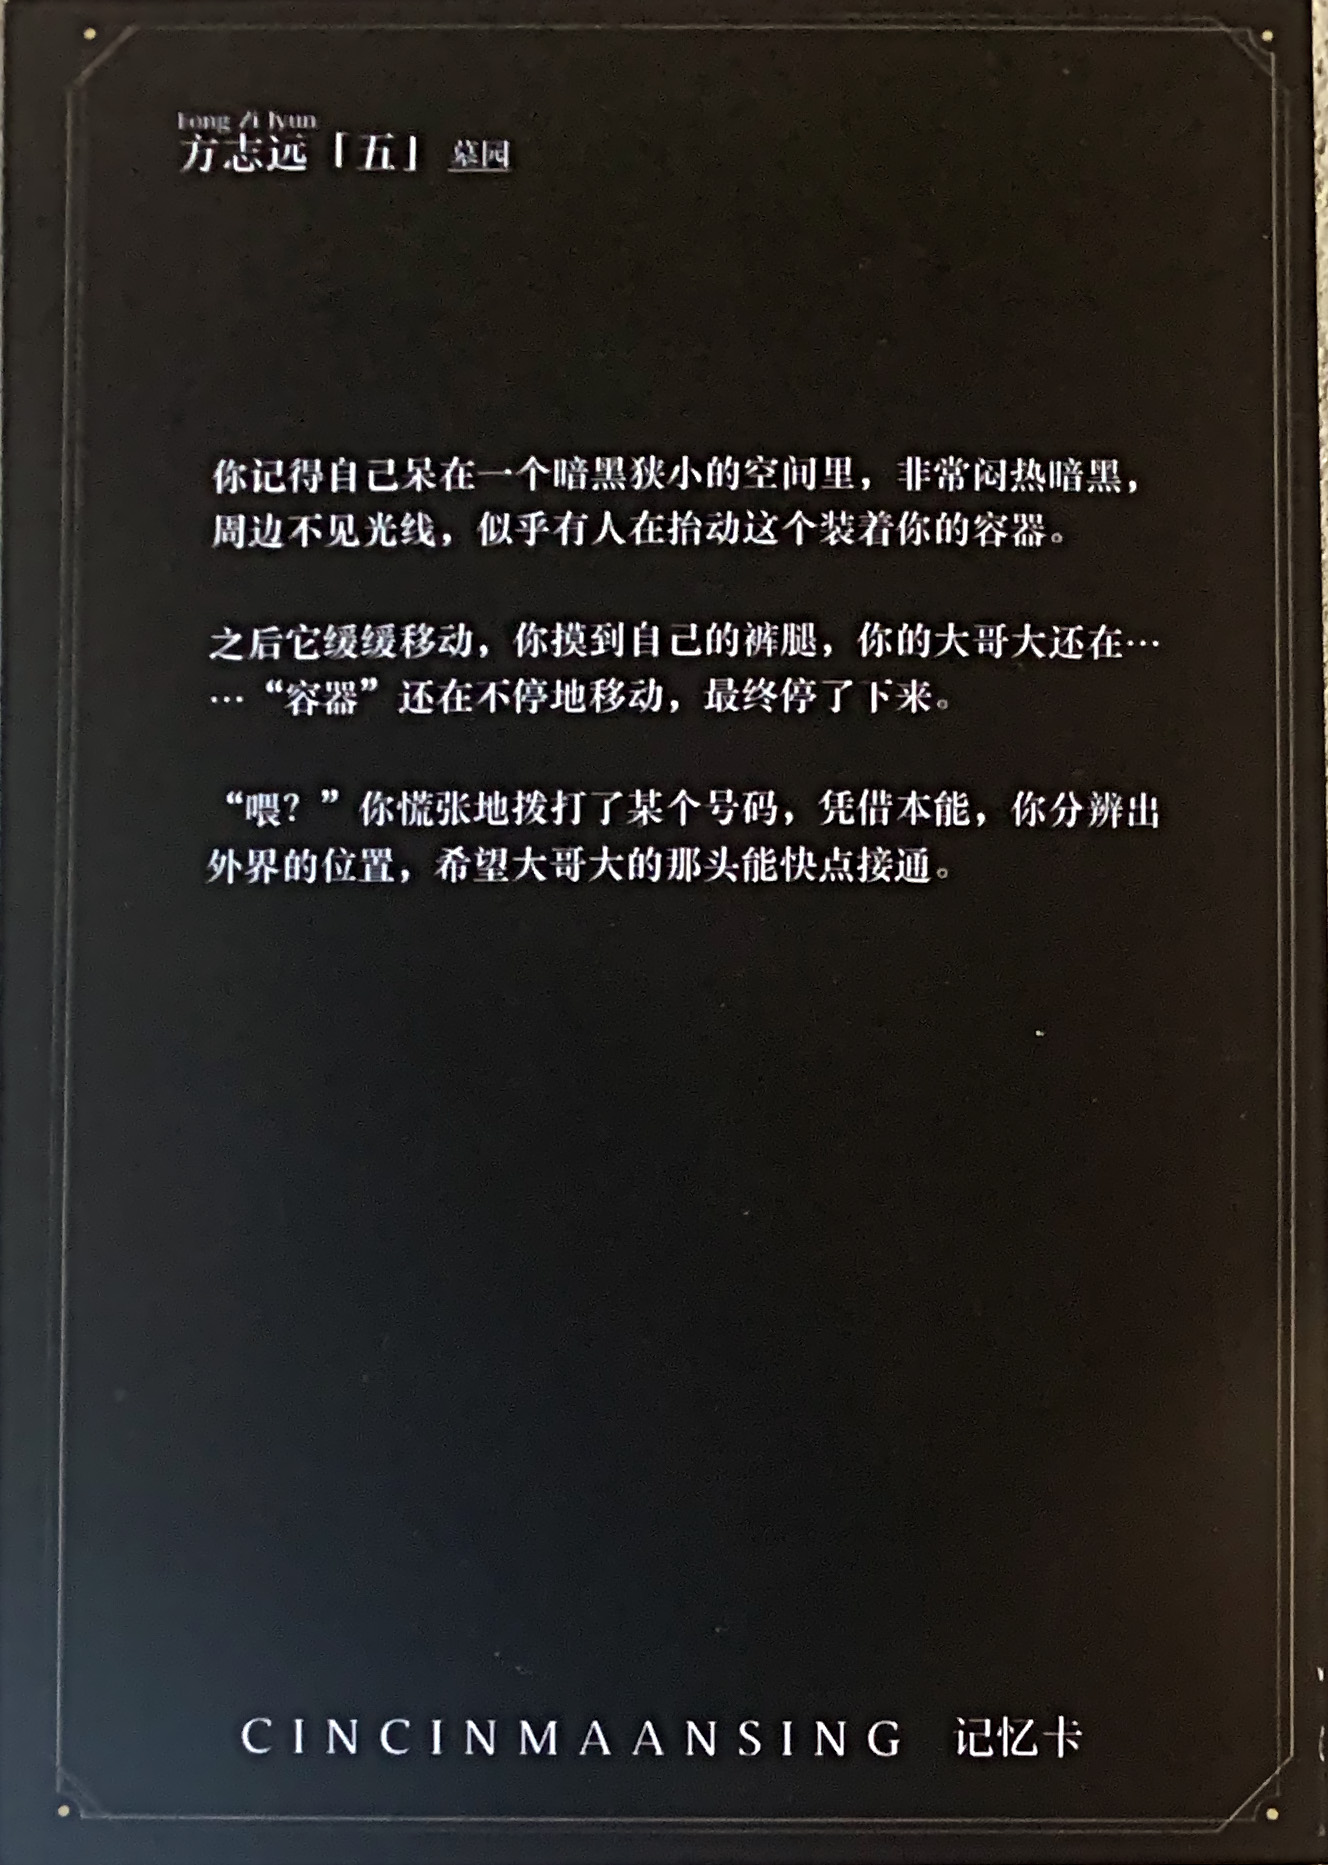 Fong Zi Jyun
方志远「五」 墓园
你记得自己呆在一个暗黑狭小的空间里，非常闷热暗黑，
周边不见光线，似乎有人在抬动这个装着你的容器。
之后它缓缓移动，你摸到自己的裤腿，你的大哥大还在…
…“容器”还在不停地移动，最终停了下来。
“喂？”你慌张地拨打了某个号码，凭借本能，你分辨出
外界的位置，希望大哥大的那头能快点接通。
CINCINMAANSING 记忆卡